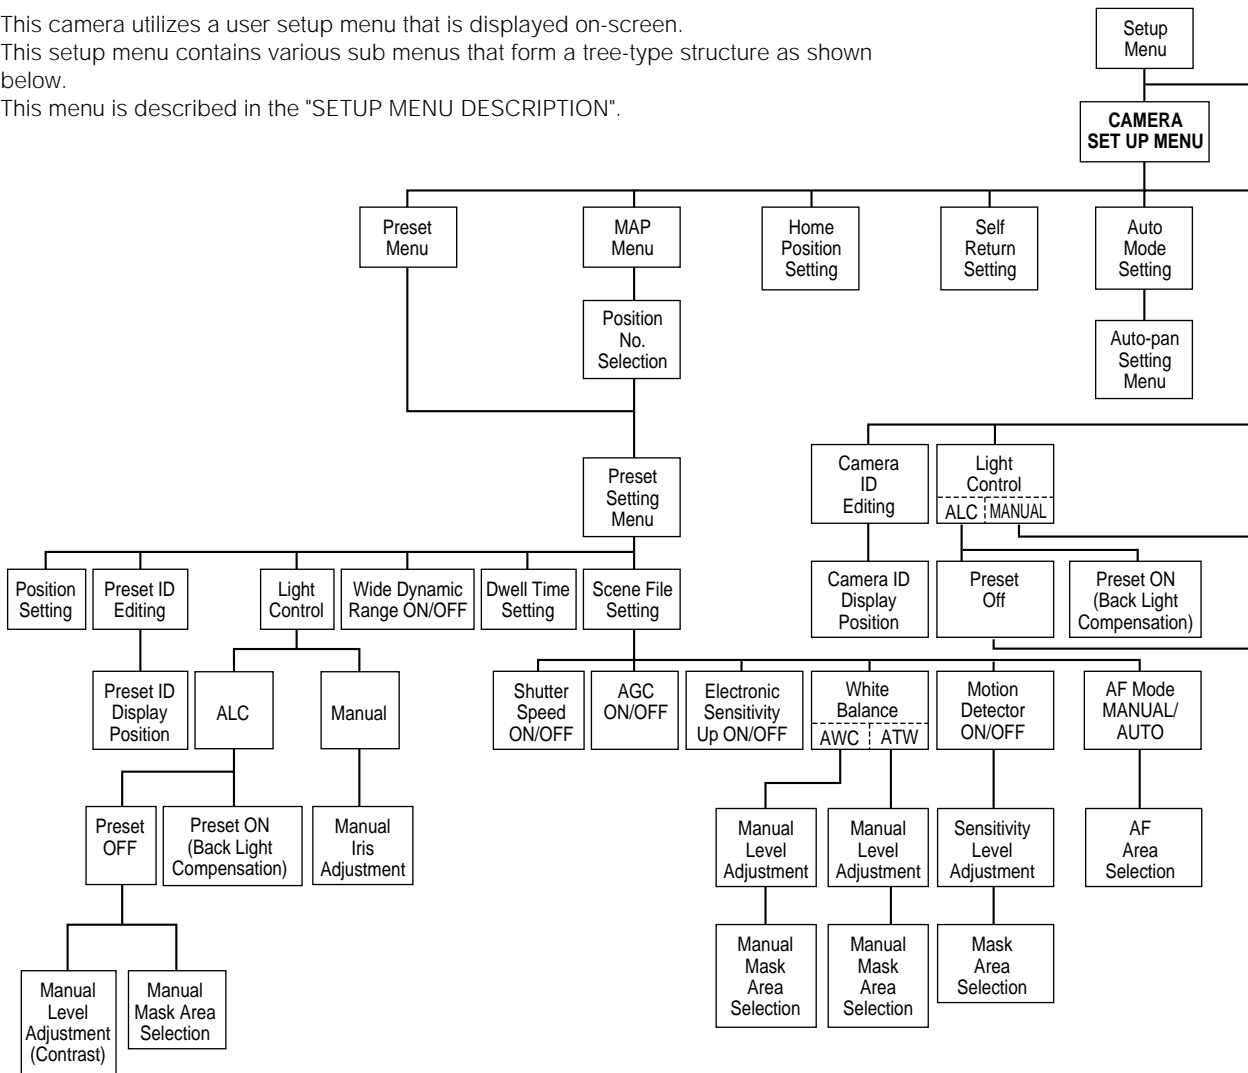 This camera utilizes a user setup menu that is displayed on-screen.
This setup menu contains various sub menus that form a tree-type structure as shown
below.
This menu is described in the "SETUP MENU DESCRIPTION".
Setup
Menu
CAMERA
SET UP MENU
Preset
Menu
MAP
Menu
Home
Position
Setting
Self
Return
Setting
Auto
Mode
Setting
Position
No.
Selection
Auto-pan
Setting
Menu
Preset
Setting
Menu
Camera
ID
Editing
Light
Control
ALC MANUAL
Position
Setting
Preset ID
Editing
Light
Control
Wide Dynamic
Range ON/OFF
Dwell Time
Setting
Scene File
Setting
Camera ID
Display
Position
Preset
Off
Preset ON
(Back Light
Compensation)
Preset ID
Display
Position
ALC
Manual
Shutter
Speed
ON/OFF
AGC
ON/OFF
Electronic
Sensitivity
Up ON/OFF
White
Balance
AWC ATW
Motion
Detector
ON/OFF
AF Mode
MANUAL/
AUTO
Preset
OFF
Preset ON
(Back Light
Compensation)
Manual
Iris
Adjustment
Manual
Level
Adjustment
Manual
Level
Adjustment
Sensitivity
Level
Adjustment
AF
Area
Selection
Manual
Level
Adjustment
(Contrast)
Manual
Mask Area
Selection
Manual
Mask
Area
Selection
Manual
Mask
Area
Selection
Mask
Area
Selection